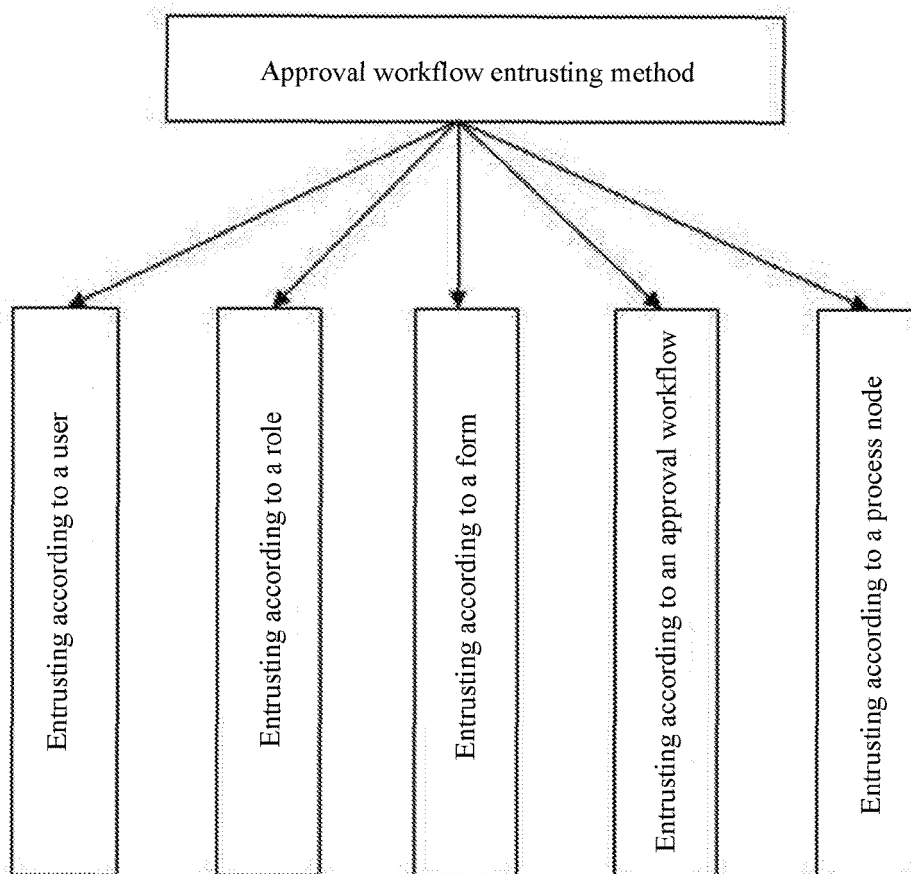 Approval workflow entrusting method
Entrusting according to a user
Entrusting according to a role
Entrusting according to a form
Entrusting according to an approval workflow
Entrusting according to a process node